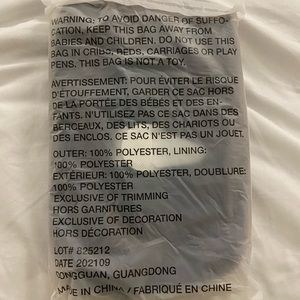 WARNING: TO AVOID DANGER OF SUFFO-
CATION, KEEP THIS BAG AWAY FROM
BABIES AND CHILDREN. DO NOT USE THIS
BAG IN CRIBS, BEDS, CARRIAGES OR PLAY
PENS. THIS BAG IS NOT A TOY.
AVERTISSEMENT: POUR ÉVITER LE RISQUE
D'ÉTOUFFEMENT, GARDER CE SAC HORS
DE LA PORTÉE DES BÉBÉS ET DES EN-
FANTS. N'UTILISEZ PAS CE SAC DANS DES
BERCEAUX, DES LITS, DES CHARIOTS OU
DES ENCLOS. CE SAC N'EST PAS UN JOUET.
OUTER: 100% POLYESTER, LINING:
100% POLYESTER
EXTÉRIEUR: 100% POLYESTER, DOUBLURE:
100% POLYESTER
EXCLUSIVE OF TRIMMING
HORS GARNITURES
EXCLUSIVE OF DECORATION
HORS DÉCORATION
LOT# 825212
DATE 202109
DONGGUAN, GUANGDONG
MADE IN CHINA / FABRIQUÉ EN CHINE